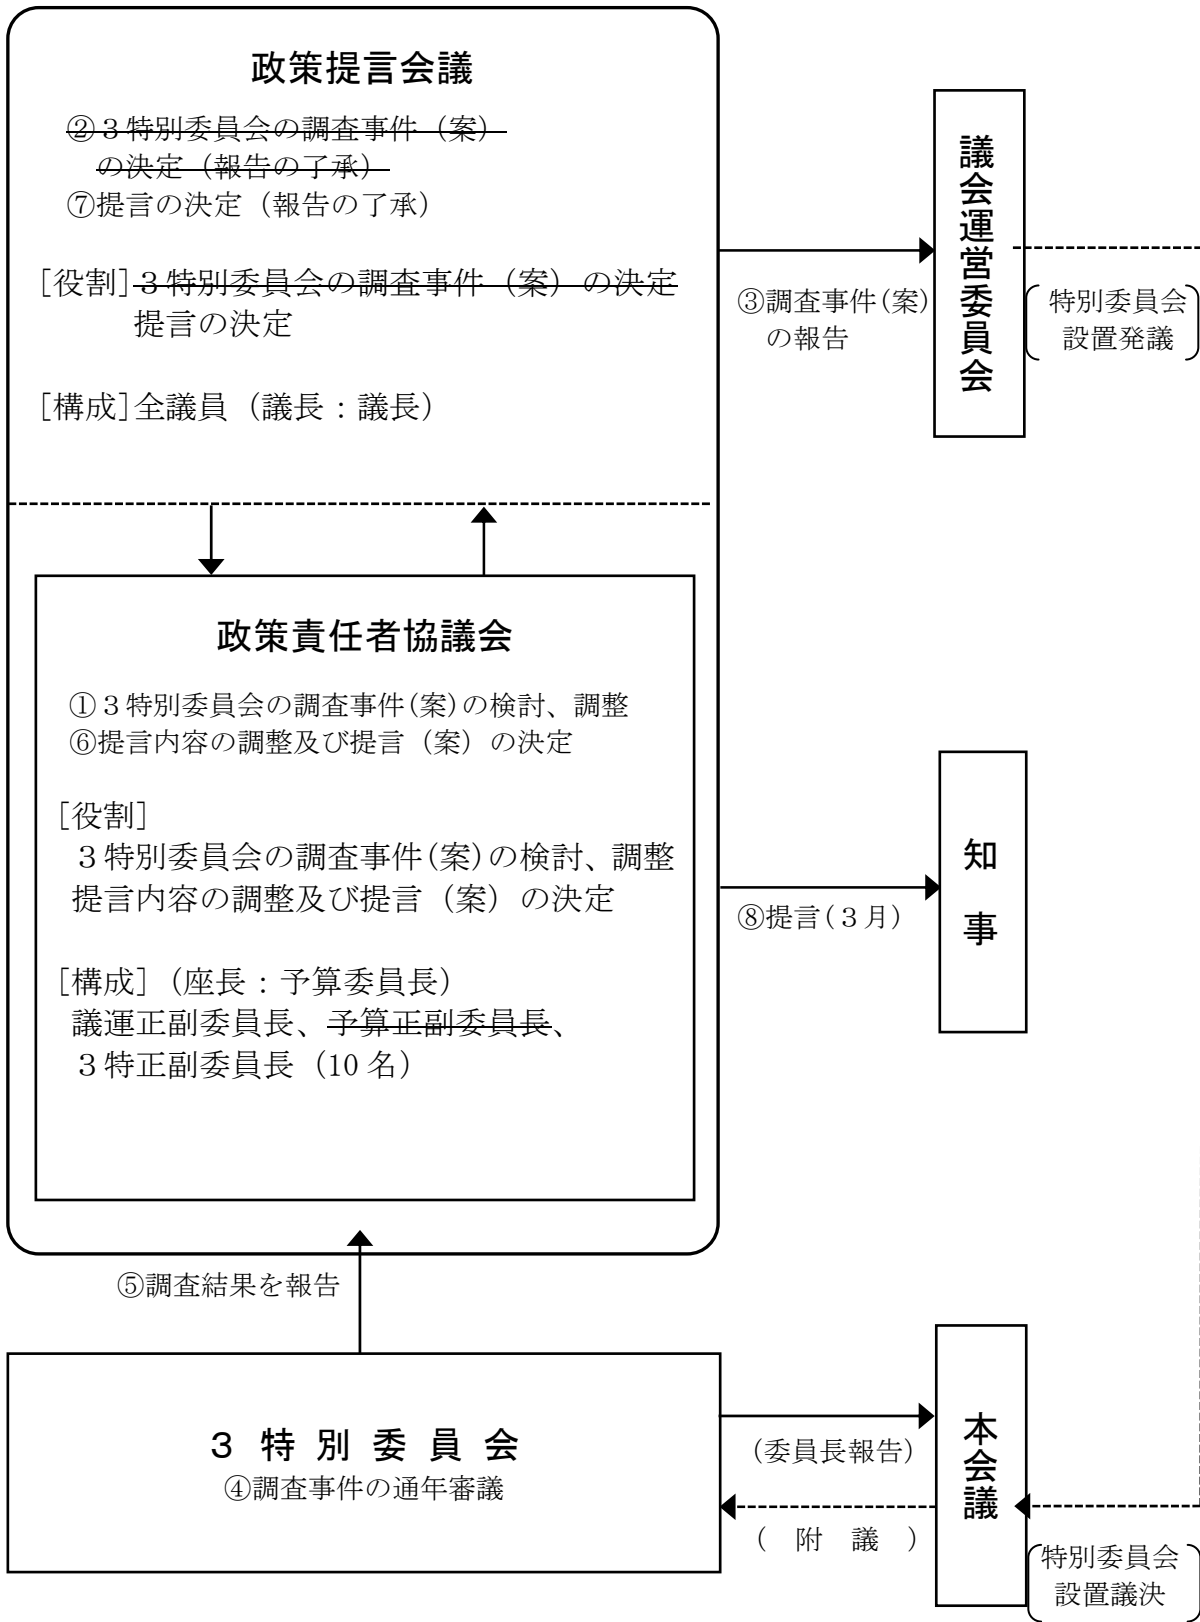 政策提言会議
②３特別委員会の調査事件（案）
の決定（報告の了承）
⑦提言の決定（報告の了承）
［役割］３特別委員会の調査事件（案）の決定
提言の決定
［構成］全議員（議長：議長）
③調査事件(案)
の報告
議会運営委員会
特別委員会
設置発議
政策責任者協議会
①３特別委員会の調査事件(案)の検討、調整
⑥提言内容の調整及び提言（案）の決定
［役割］
３特別委員会の調査事件(案)の検討、調整
提言内容の調整及び提言（案）の決定
［構成］（座長：予算委員長）
議運正副委員長、予算正副委員長、
３特正副委員長（10名）
⑧提言(３月)
知事
⑤調査結果を報告
３特別委員会
④調査事件の通年審議
(委員長報告)
(附議)
本会議
特別委員会
設置議決